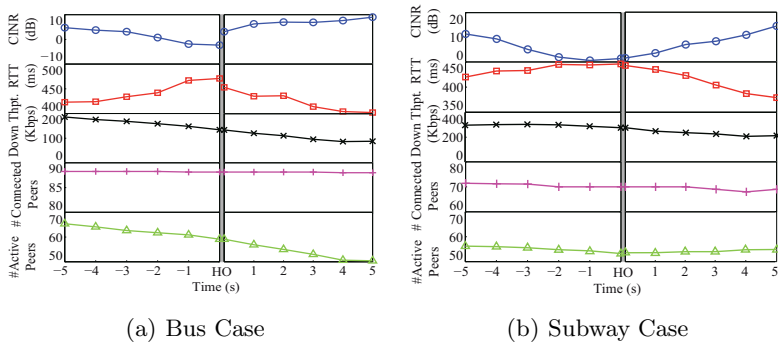 CINR
(dB)
10
0
−10
RTT
(ms)
500
450
400
Down Thpt.
(Kbps)
200
100
0
# Connected
Peers
90
85
80
#Active
Peers
70
60
50
−5 −4 −3 −2 −1 HO 1 2 3 4 5
Time (s)
(a) Bus Case
CINR
(dB)
20
10
0
RTT
(ms)
450
400
350
Down Thpt.
(Kbps)
400
200
0
# Connected
Peers
80
70
60
#Active
Peers
70
60
50
−5 −4 −3 −2 −1 HO 1 2 3 4 5
Time (s)
(b) Subway Case